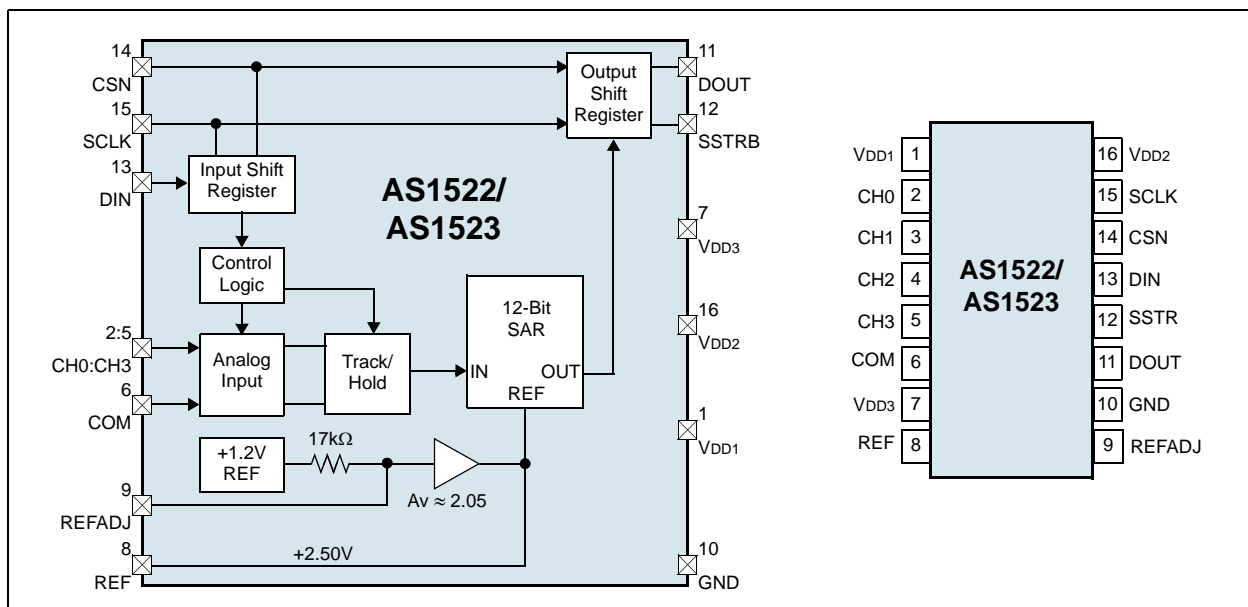 14
CSN
15
SCLK
13
DIN
Input Shift
Register
Control
Logic
2:5
CH0:CH3
6
COM
Analog
Input
Track/
Hold
+1.2V
REF
17kΩ
Av ≈ 2.05
9
REFADJ
8
REF
+2.50V
AS1522/
AS1523
12-Bit
SAR
IN
OUT
REF
Output
Shift
Register
11
DOUT
12
SSTRB
7
VDD3
16
VDD2
1
VDD1
10
GND
VDD1 1
CH0 2
CH1 3
CH2 4
CH3 5
COM 6
VDD3 7
REF 8
AS1522/
AS1523
16 VDD2
15 SCLK
14 CSN
13 DIN
12 SSTR
11 DOUT
10 GND
9 REFADJ